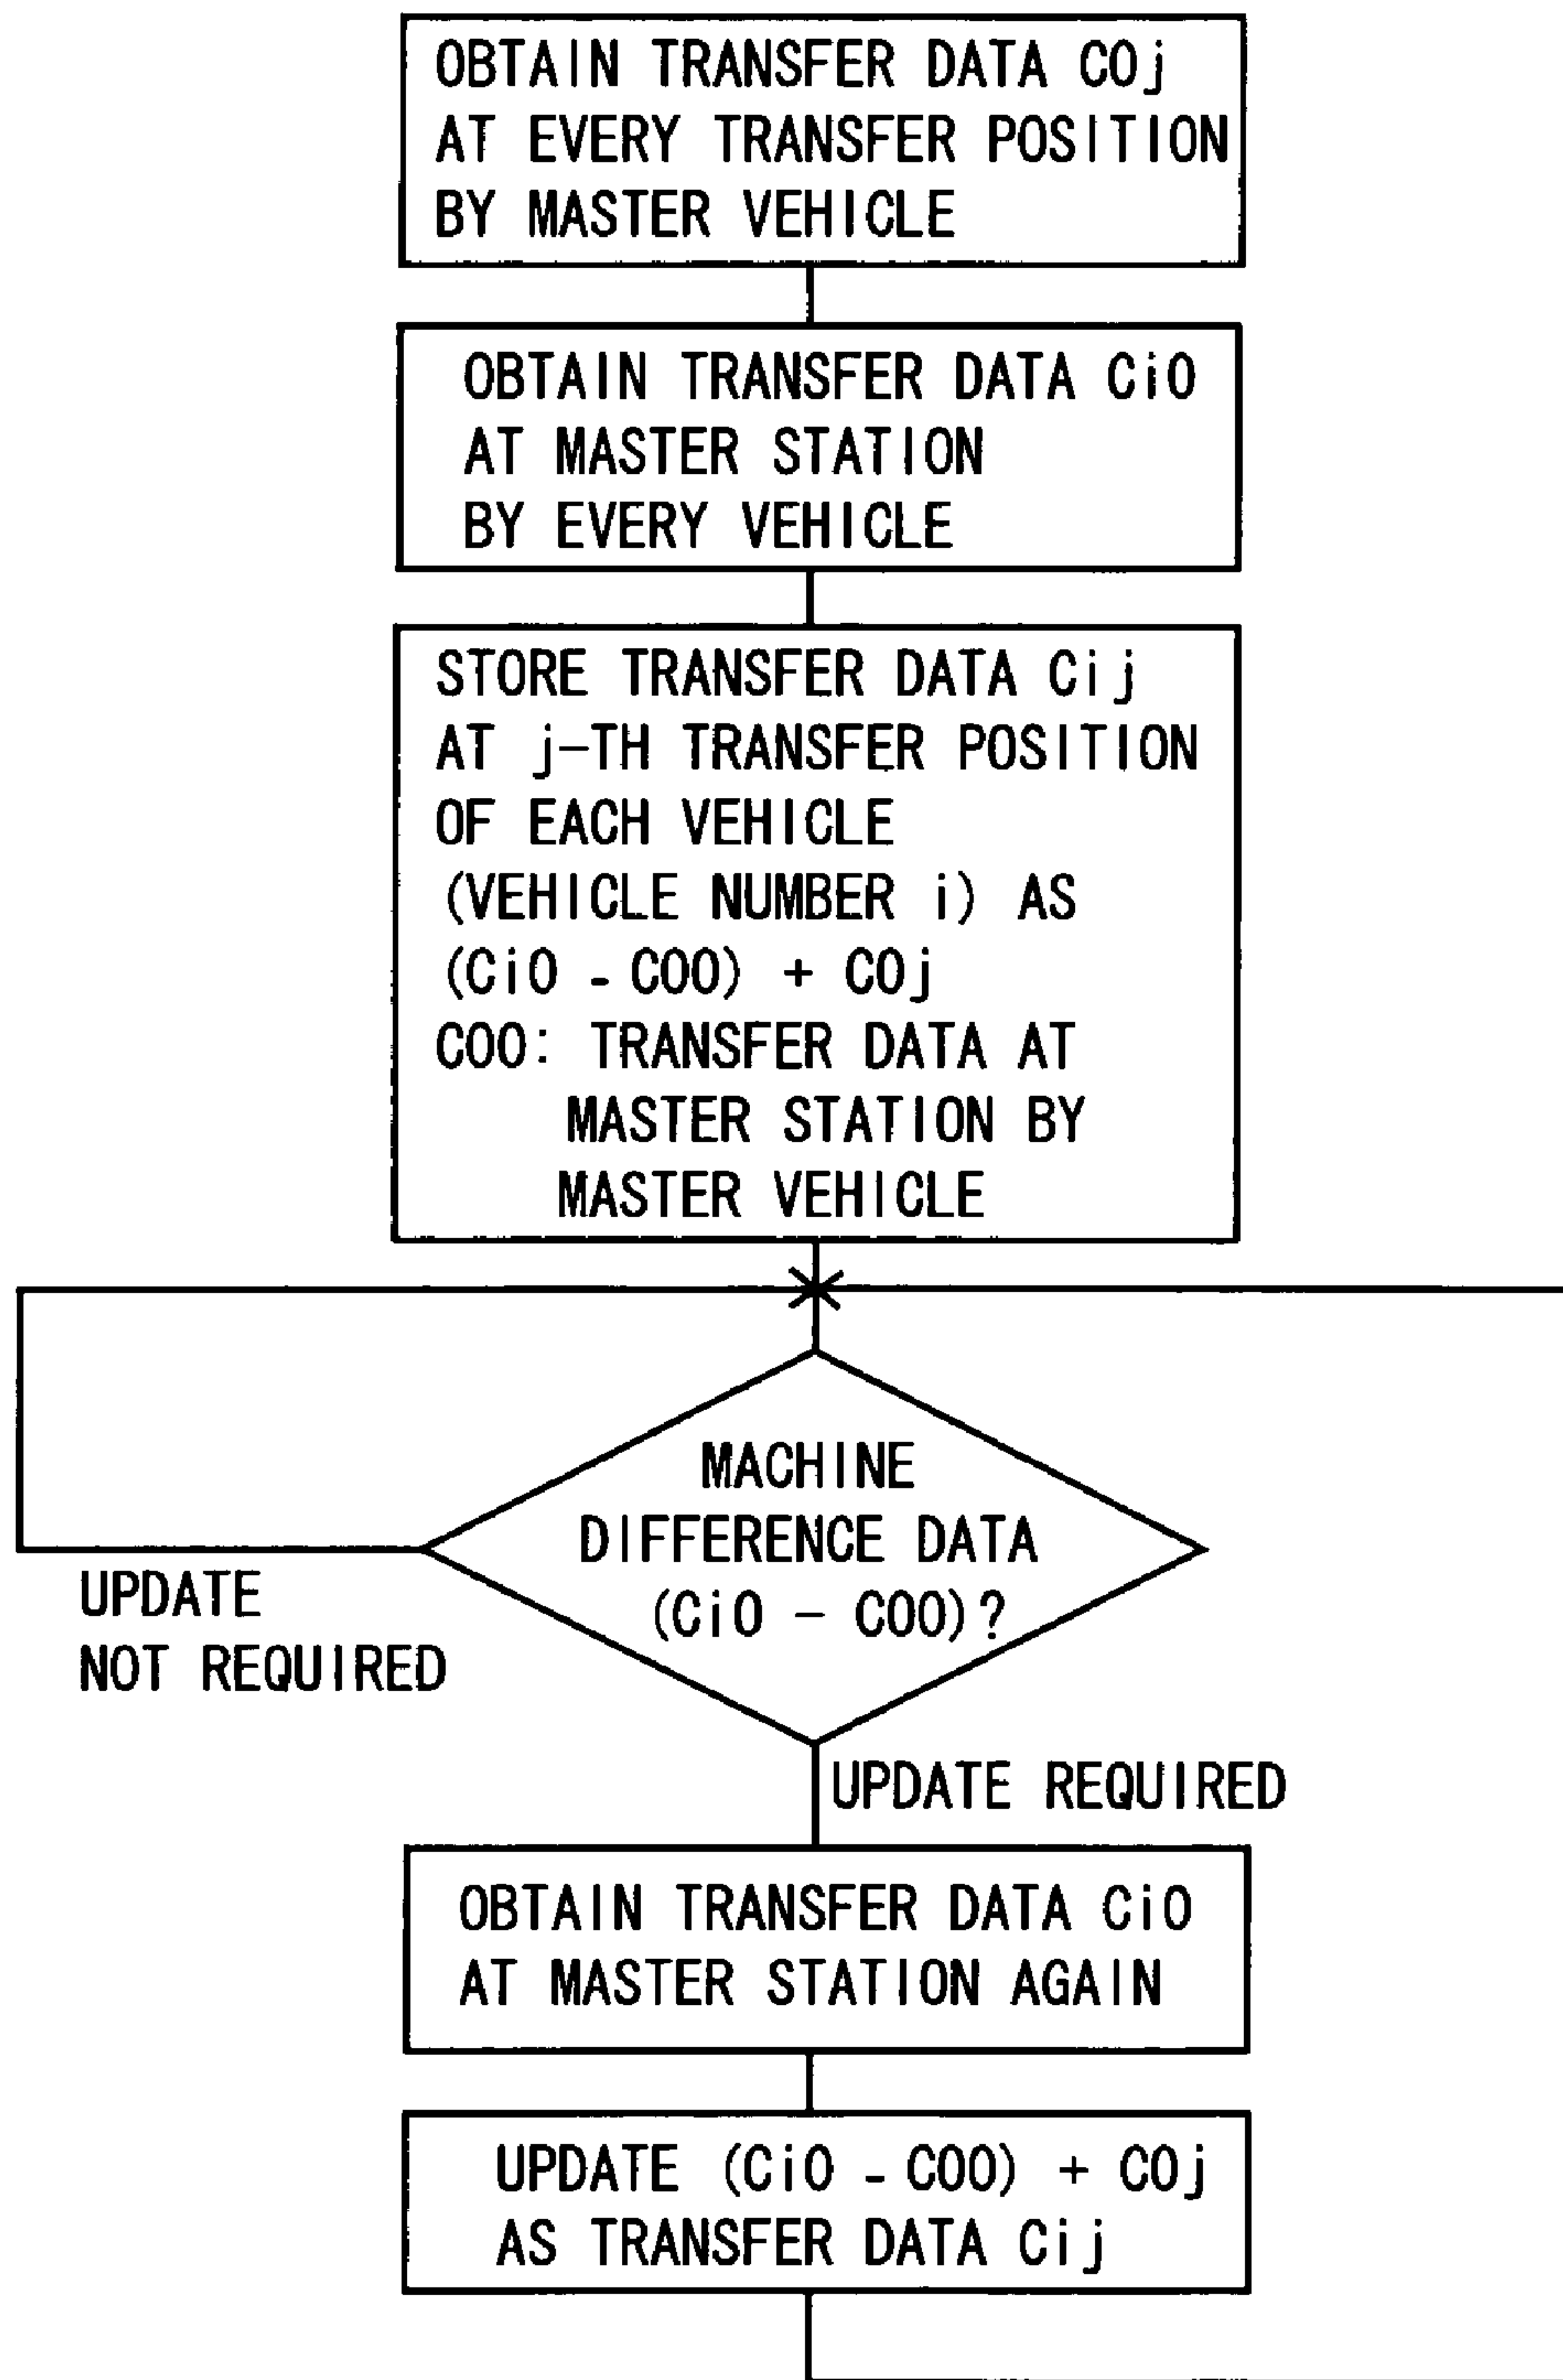 OBTAIN TRANSFER DATA C0j
AT EVERY TRANSFER POSITION
BY MASTER VEHICLE
OBTAIN TRANSFER DATA Ci0
AT MASTER STATION
BY EVERY VEHICLE
STORE TRANSFER DATA Cij
AT j-TH TRANSFER POSITION
OF EACH VEHICLE
(VEHICLE NUMBER i) AS
(Ci0 - C00) + C0j
C00: TRANSFER DATA AT
MASTER STATION BY
MASTER VEHICLE
MACHINE
DIFFERENCE DATA
(Ci0 - C00)?
UPDATE
NOT REQUIRED
UPDATE REQUIRED
OBTAIN TRANSFER DATA Ci0
AT MASTER STATION AGAIN
UPDATE (Ci0 - C00) + C0j
AS TRANSFER DATA Cij